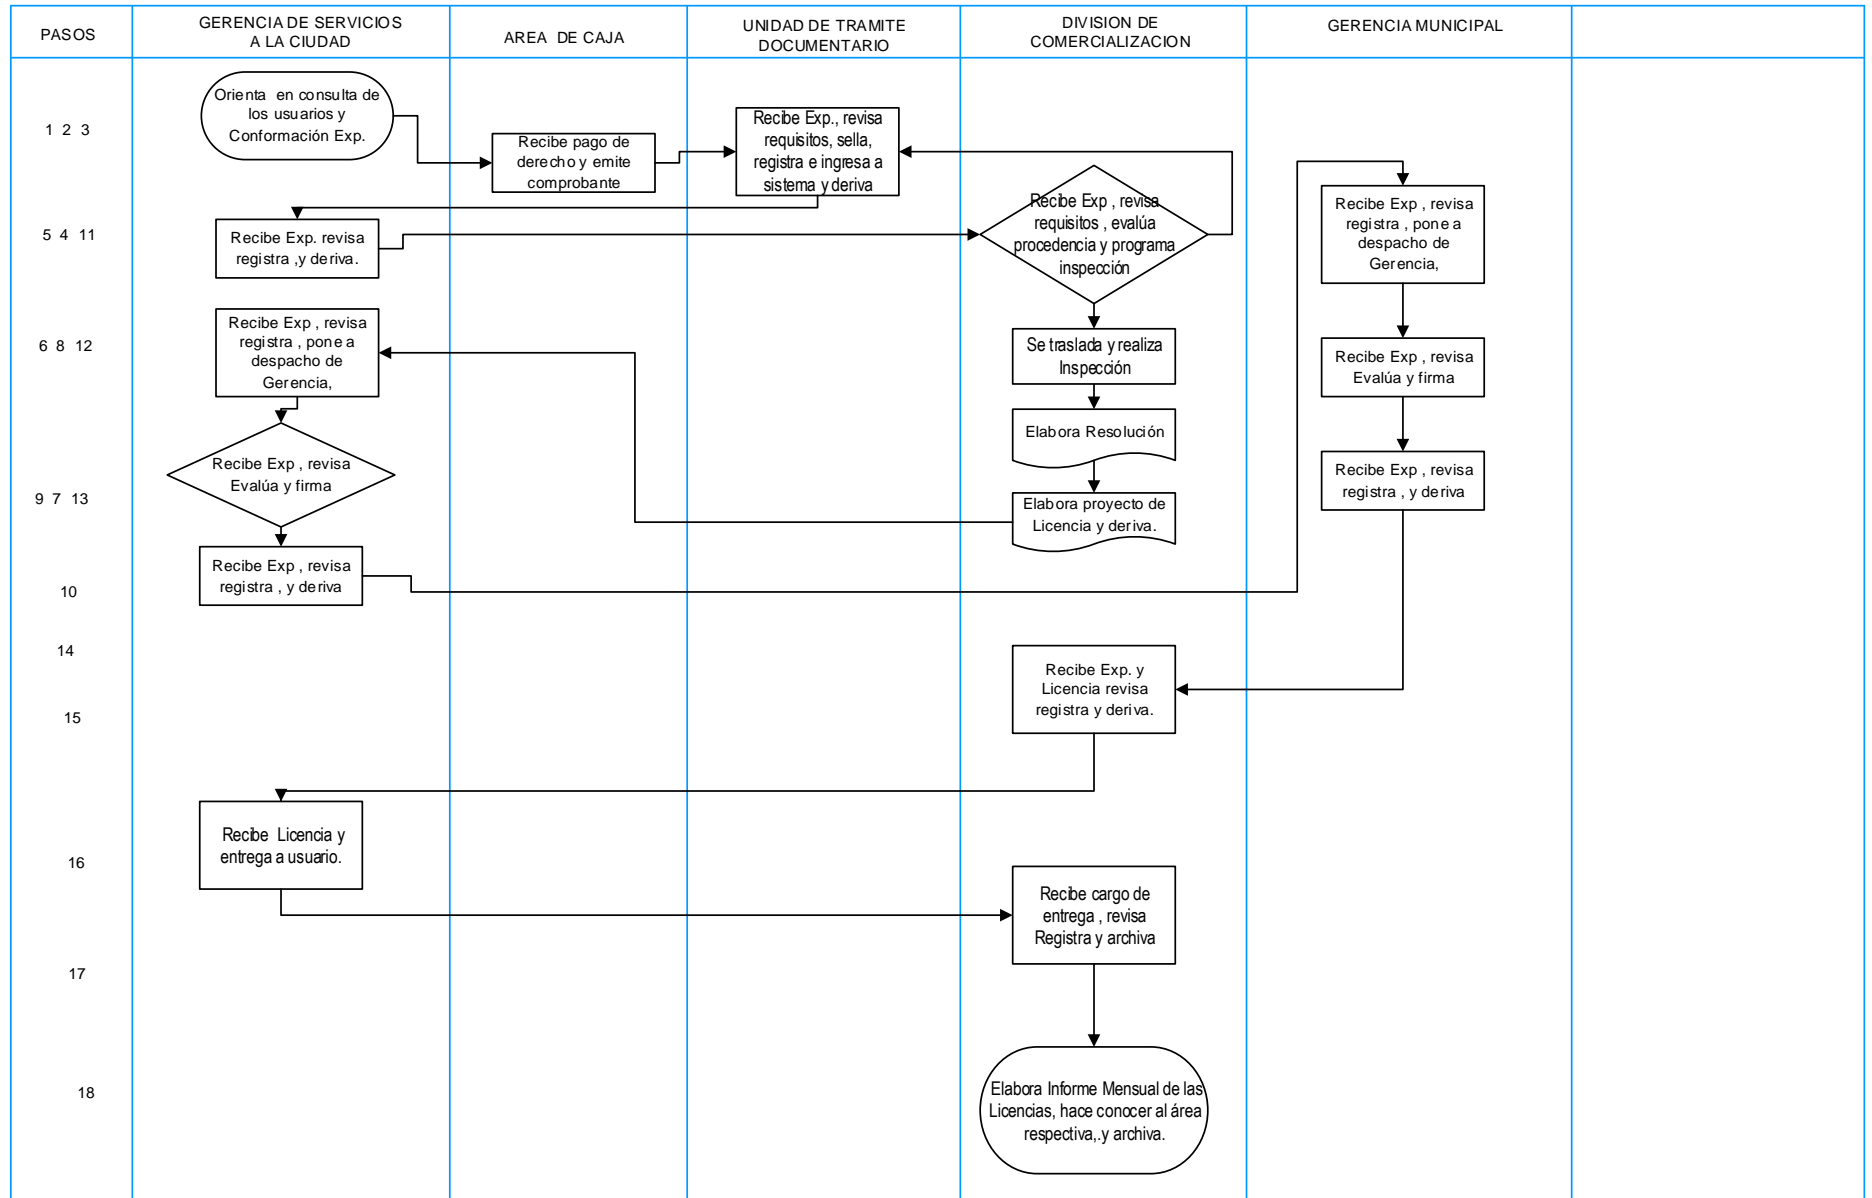 PASOS
GERENCIA DE SERVICIOS
A LA CIUDAD
AREA DE CAJA
UNIDAD DE TRAMITE
DOCUMENTARIO
DIVISION DE
COMERCIALIZACION
GERENCIA MUNICIPAL
1 2 3
Orienta en consulta de
los usuarios y
Conformación Exp.
Recibe pago de
derecho y emite
comprobante
Recibe Exp., revisa
requisitos, sella,
registra e ingresa a
sistema y deriva
5 4 11
Recibe Exp. revisa
registra ,y deriva.
Recibe Exp , revisa
requisitos , evalúa
procedencia y programa
inspección
Recibe Exp , revisa
registra , pone a
despacho de
Gerencia,
6 8 12
Recibe Exp , revisa
registra , pone a
despacho de
Gerencia,
Se traslada y realiza
Inspección
Recibe Exp , revisa
Evalúa y firma
Elabora Resolución
9 7 13
Recibe Exp , revisa
Evalúa y firma
Elabora proyecto de
Licencia y deriva.
Recibe Exp , revisa
registra , y deriva
10
Recibe Exp , revisa
registra , y deriva
14
15
Recibe Exp. y
Licencia revisa
registra y deriva.
16
Recibe Licencia y
entrega a usuario.
Recibe cargo de
entrega , revisa
Registra y archiva
17
18
Elabora Informe Mensual de las
Licencias, hace conocer al área
respectiva,.y archiva.